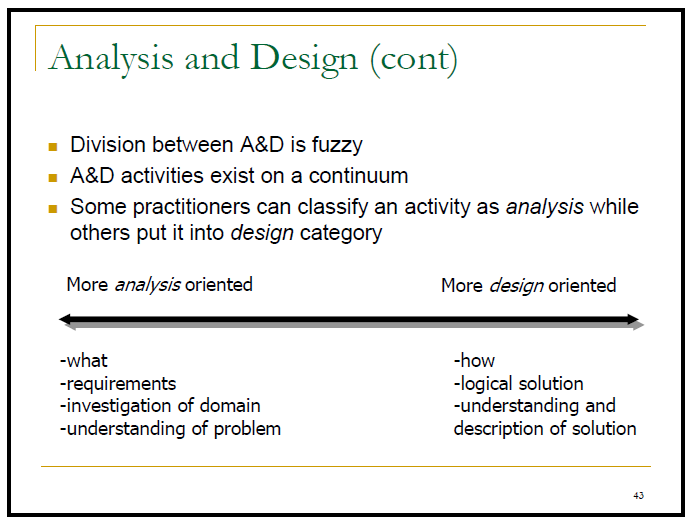 Analysis and Design (cont)
Division between A&D is fuzzy
A&D activities exist on a continuum
Some practitioners can classify an activity as analysis while
others put it into design category
More analysis oriented
More design oriented
-what
-requirements
-investigation of domain
-understanding of problem
-how
-logical solution
-understanding and
description of solution
43